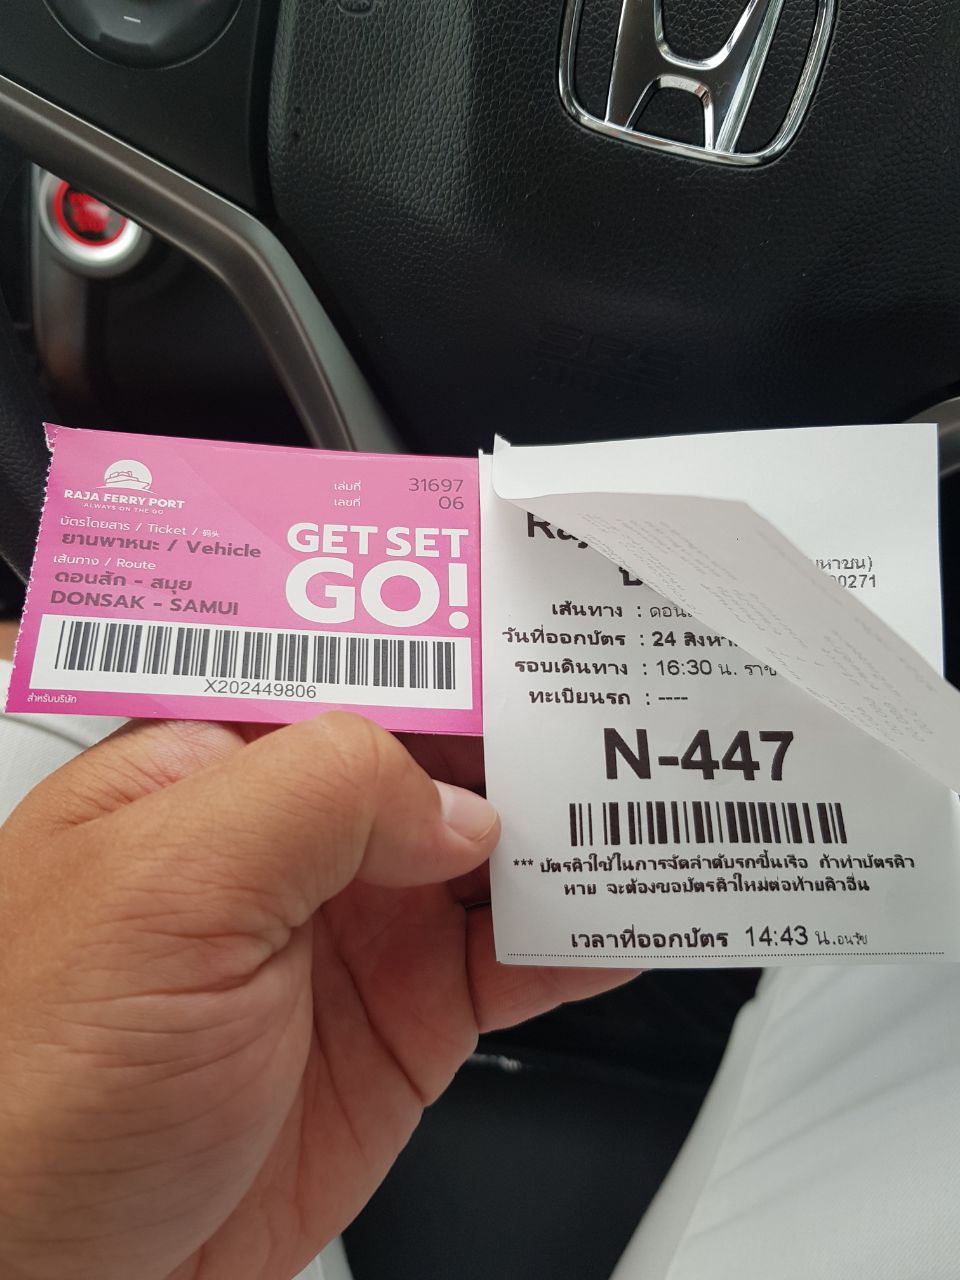 RAJA FERRY PORT
ALWAYS ON THE GO
เล่มที่ 31697
เลขที่ 06
บัตรโดยสาร / Ticket / 码头
ยานพาหนะ / Vehicle
เส้นทาง / Route
ดอนสัก - สมุย
DONSAK - SAMUI
GET SET
GO!
X202449806
สำหรับบริษัท
มหาชน)
00271
เส้นทาง :
วันที่ออกบัตร : 24
รอบเดินทาง : 16:30 น.
ทะเบียนรถ : ----
N-447
*** บัตรคิวใช้ในการจัดลำดับรถขึ้นเรือ ถ้าทำบัตรคิว
หาย จะต้องขอบัตรคิวใหม่ต่อท้ายคิวอื่น
เวลาที่ออกบัตร 14:43 น.
SRS